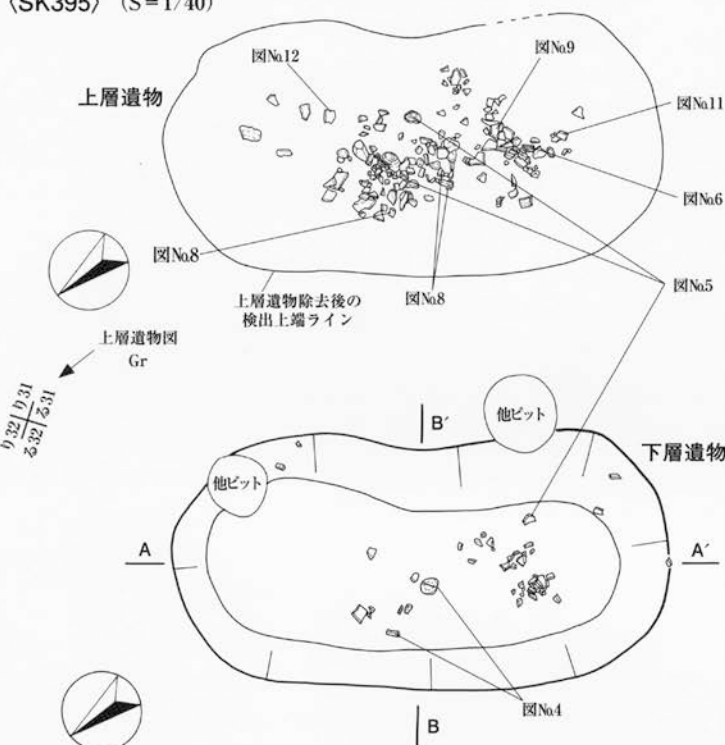 〈SK395〉 (S=1/40)
図No.12
図No.9
上層遺物
図No.11
図No.6
図No.8
図No.8
図No.5
上層遺物除去後の
検出上端ライン
上層遺物図
Gr
り31
る31
り32
る32
B′
他ピット
下層遺物
他ピット
A
A′
図No.4
B